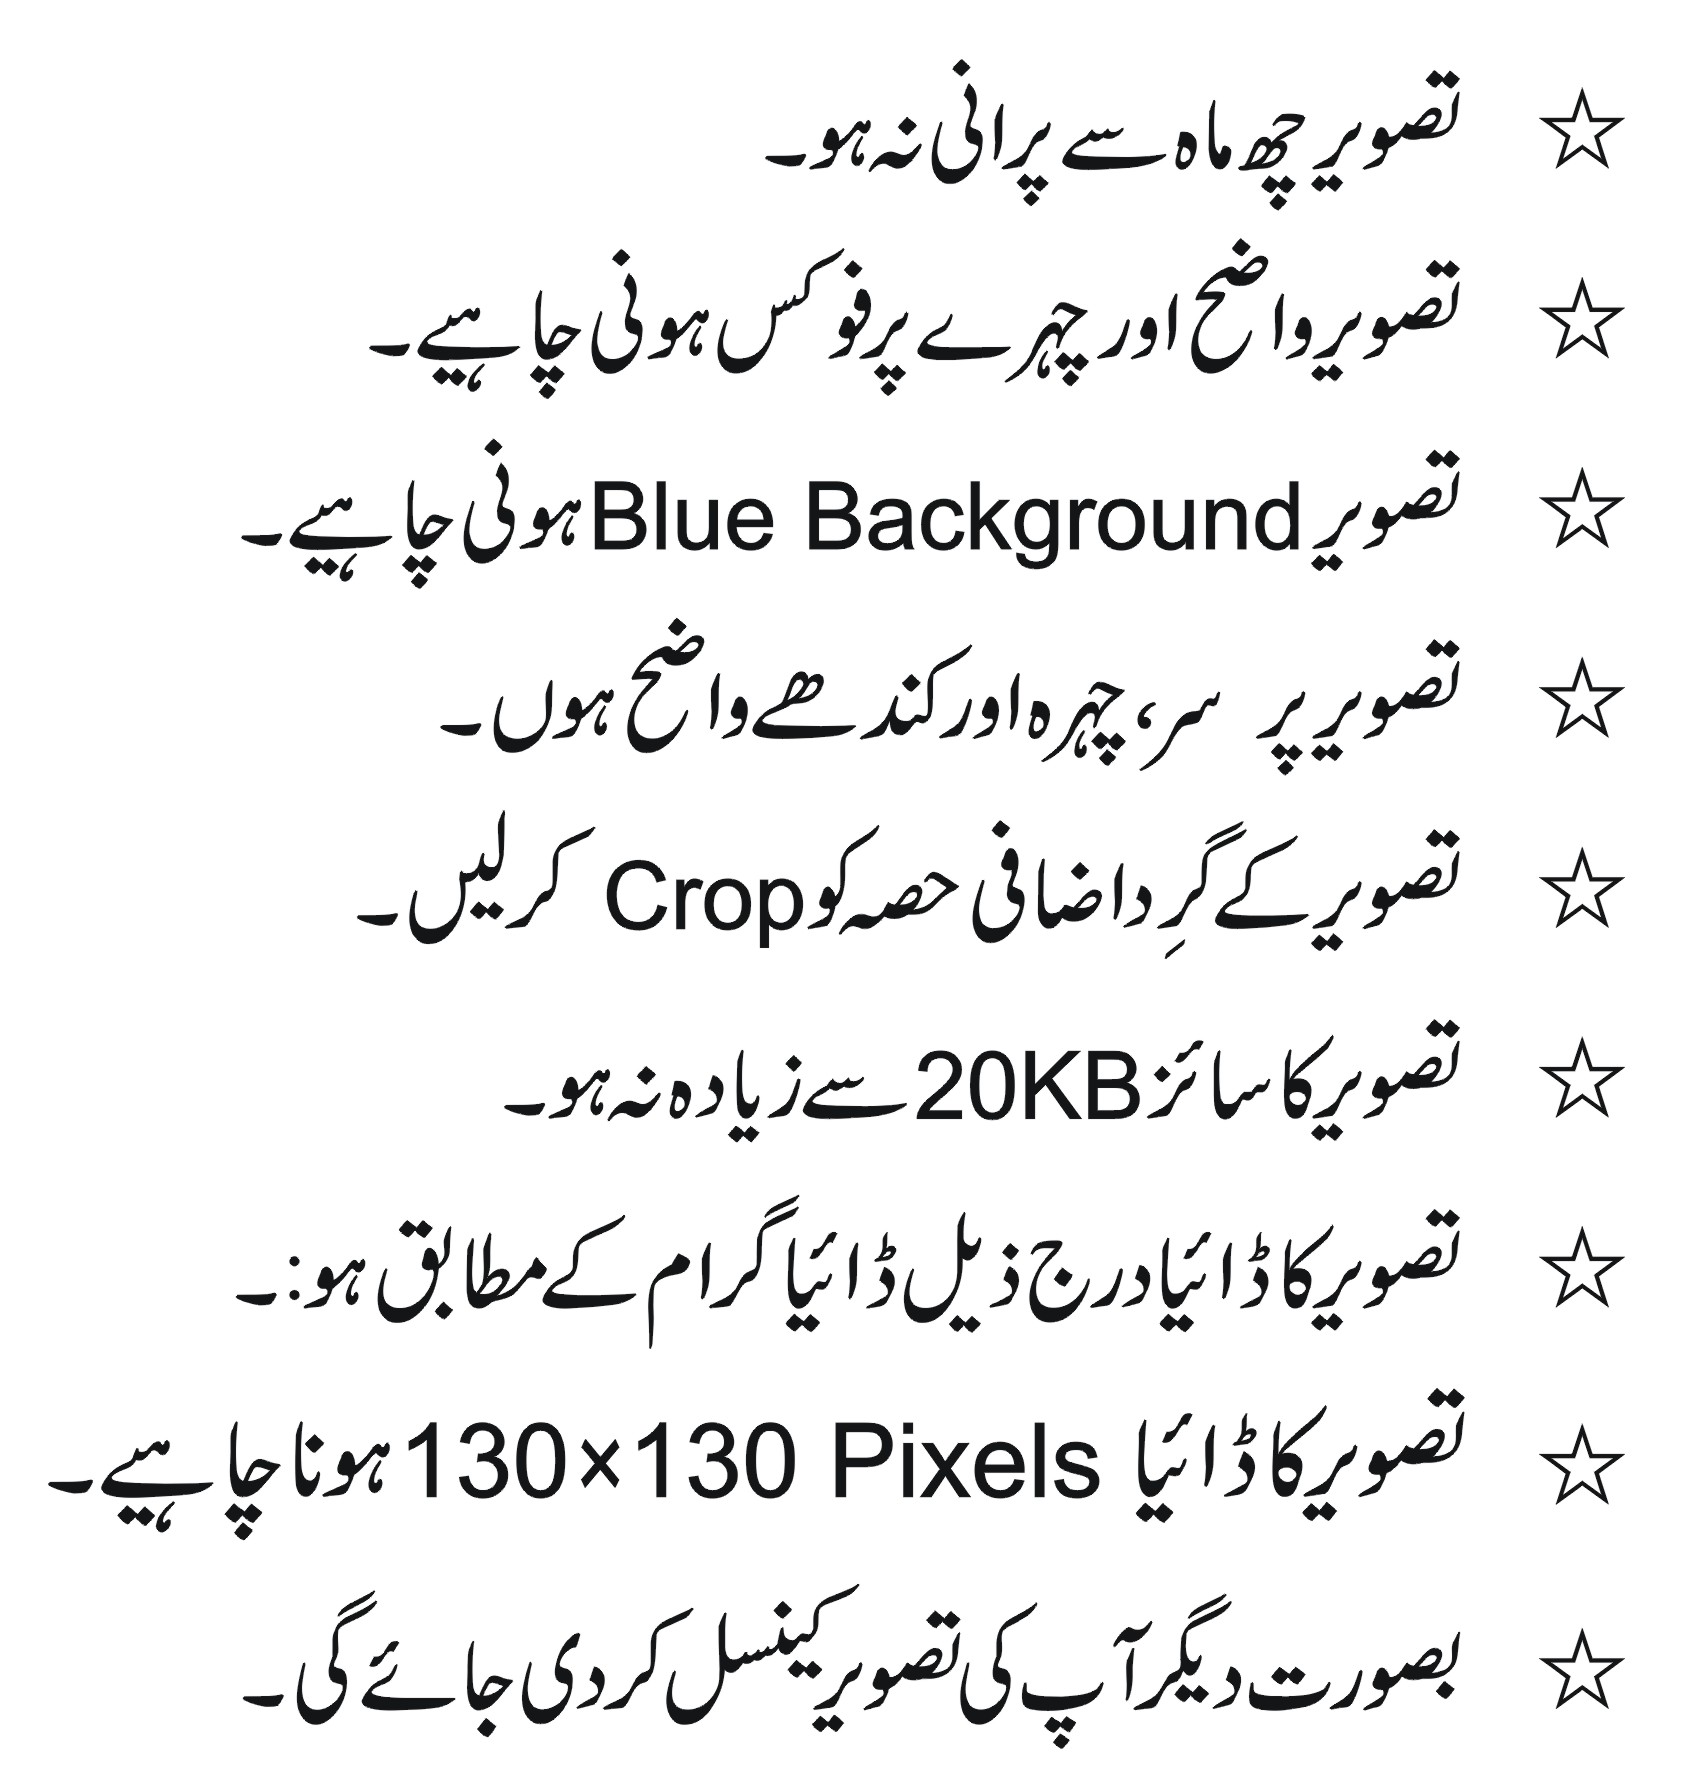 ☆ تصویر چھ ماہ سے پرانی نہ ہو۔
☆ تصویر واضح اور چہرے پر فوکس ہونی چاہیے۔
☆ تصویر Blue Background ہونی چاہیے۔
☆ تصویر پر سر، چہرہ اور کندھے واضح ہوں۔
☆ تصویر کے گرِد اضافی حصہ کو Crop کر لیں۔
☆ تصویر کا سائز 20KB سے زیادہ نہ ہو۔
☆ تصویر کا ڈائیا درج ذیل ڈائیا گرام کے مطابق ہو:۔
☆ تصویر کا ڈائیا 130×130 Pixels ہونا چاہیے۔
☆ بصورت دیگر آپ کی تصویر کینسل کر دی جائے گی۔